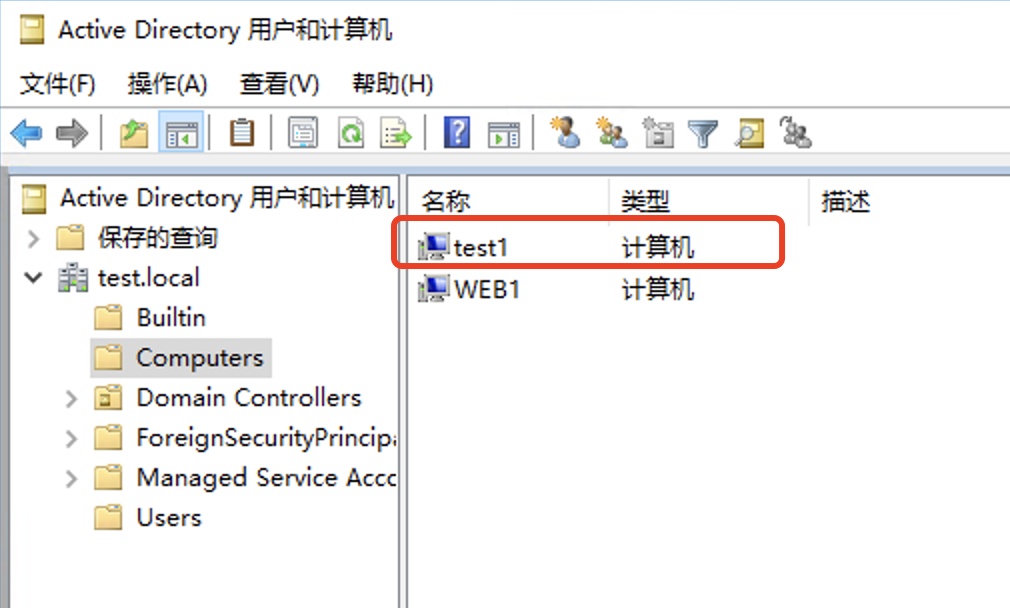 Active Directory 用户和计算机
文件(F) 操作(A) 查看(V) 帮助(H)
Active Directory 用户和计算机
保存的查询
test.local
Builtin
Computers
Domain Controllers
ForeignSecurityPrincipa
Managed Service Acco
Users
名称 类型 描述
test1 计算机
WEB1 计算机